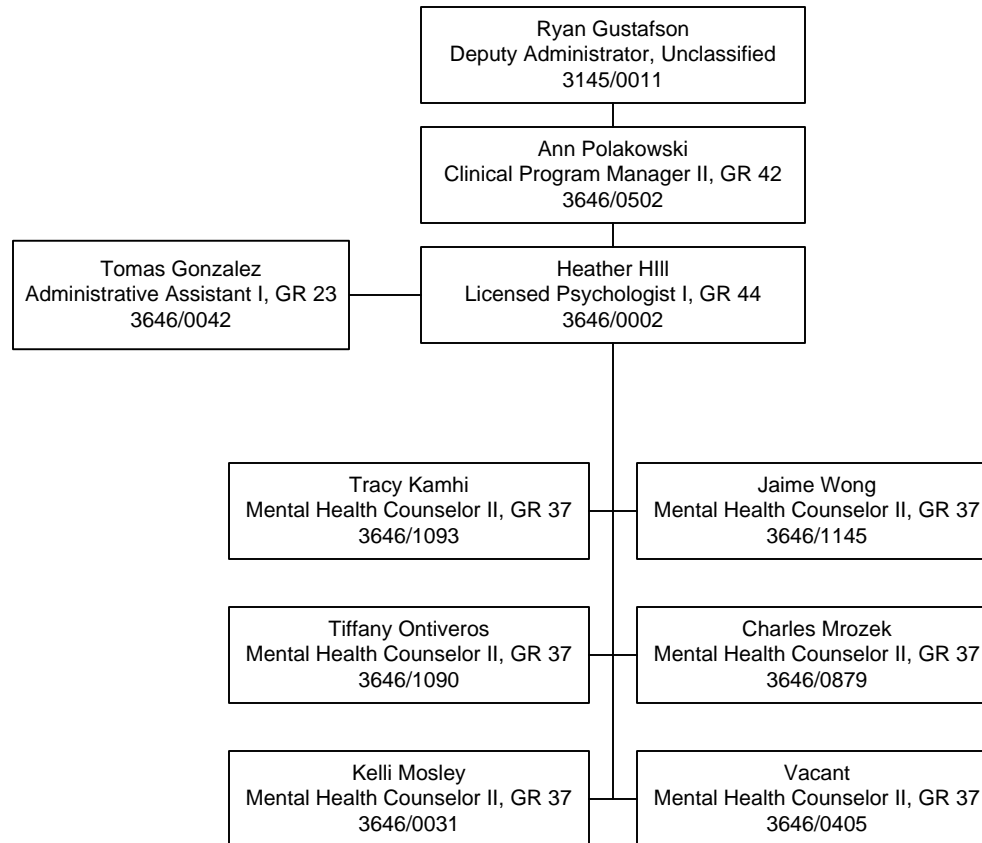 Ryan Gustafson
Deputy Administrator, Unclassified
3145/0011
Ann Polakowski
Clinical Program Manager II, GR 42
3646/0502
Tomas Gonzalez
Administrative Assistant I, GR 23
3646/0042
Heather HIll
Licensed Psychologist I, GR 44
3646/0002
Tracy Kamhi
Mental Health Counselor II, GR 37
3646/1093
Jaime Wong
Mental Health Counselor II, GR 37
3646/1145
Tiffany Ontiveros
Mental Health Counselor II, GR 37
3646/1090
Charles Mrozek
Mental Health Counselor II, GR 37
3646/0879
Kelli Mosley
Mental Health Counselor II, GR 37
3646/0031
Vacant
Mental Health Counselor II, GR 37
3646/0405